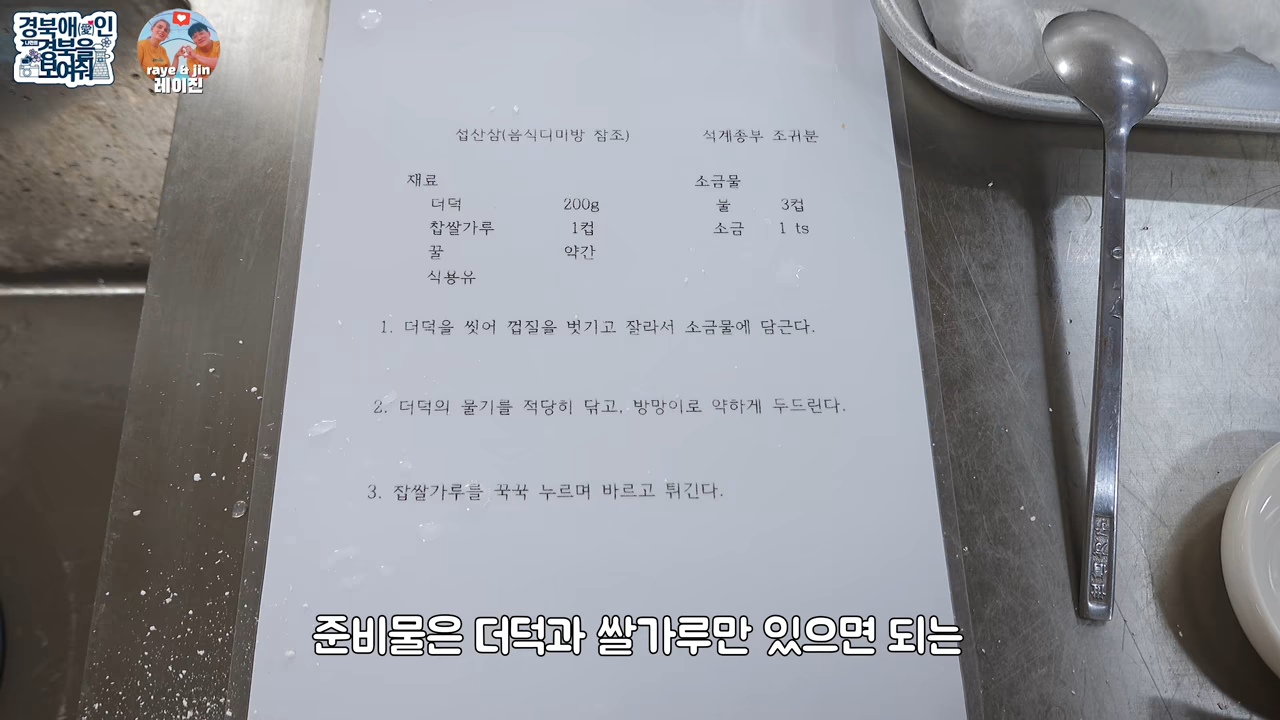 경북애(愛)인
경북을
보여줘
raye & jin
레이진
섭산삼(음식디미방 참조) 석계종부 조귀분
재료 소금물
더덕 200g 물 3컵
찹쌀가루 1컵 소금 1 ts
꿀 약간
식용유
1. 더덕을 씻어 껍질을 벗기고 잘라서 소금물에 담근다.
2. 더덕의 물기를 적당히 닦고, 방망이로 약하게 두드린다.
3. 잡쌀가루를 꾹꾹 누르며 바르고 튀긴다.
준비물은 더덕과 쌀가루만 있으면 되는